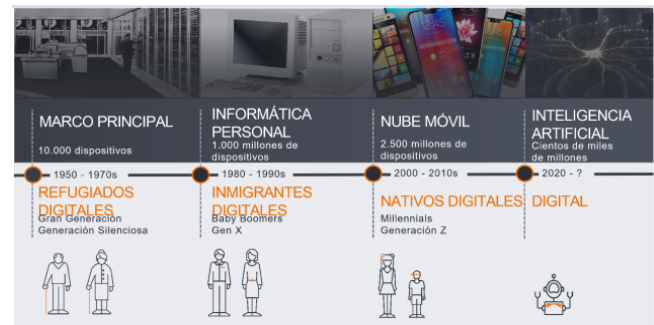 MARCO PRINCIPAL
10.000 dispositivos
1950 - 1970s
REFUGIADOS
DIGITALES
Gran Generación
Generación Silenciosa
INFORMÁTICA
PERSONAL
1.000 millones de
dispositivos
1980 - 1990s
INMIGRANTES
DIGITALES
Baby Boomers
Gen X
NUBE MÓVIL
2.500 millones de
dispositivos
2000 - 2010s
NATIVOS DIGITALES
Millennials
Generación Z
INTELIGENCIA
ARTIFICIAL
Cientos de miles
de millones
2020 - ?
DIGITAL